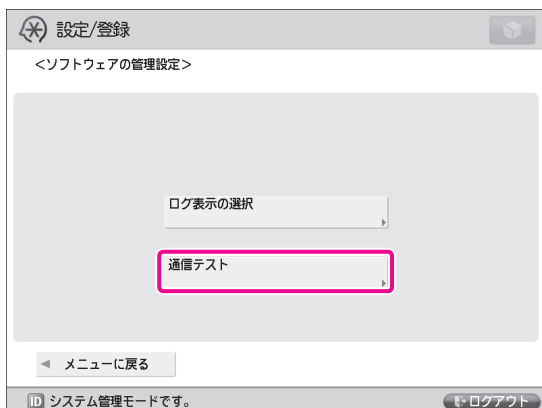 設定/登録
<ソフトウェアの管理設定>
ログ表示の選択
通信テスト
メニューに戻る
ID システム管理モードです。
ログアウト